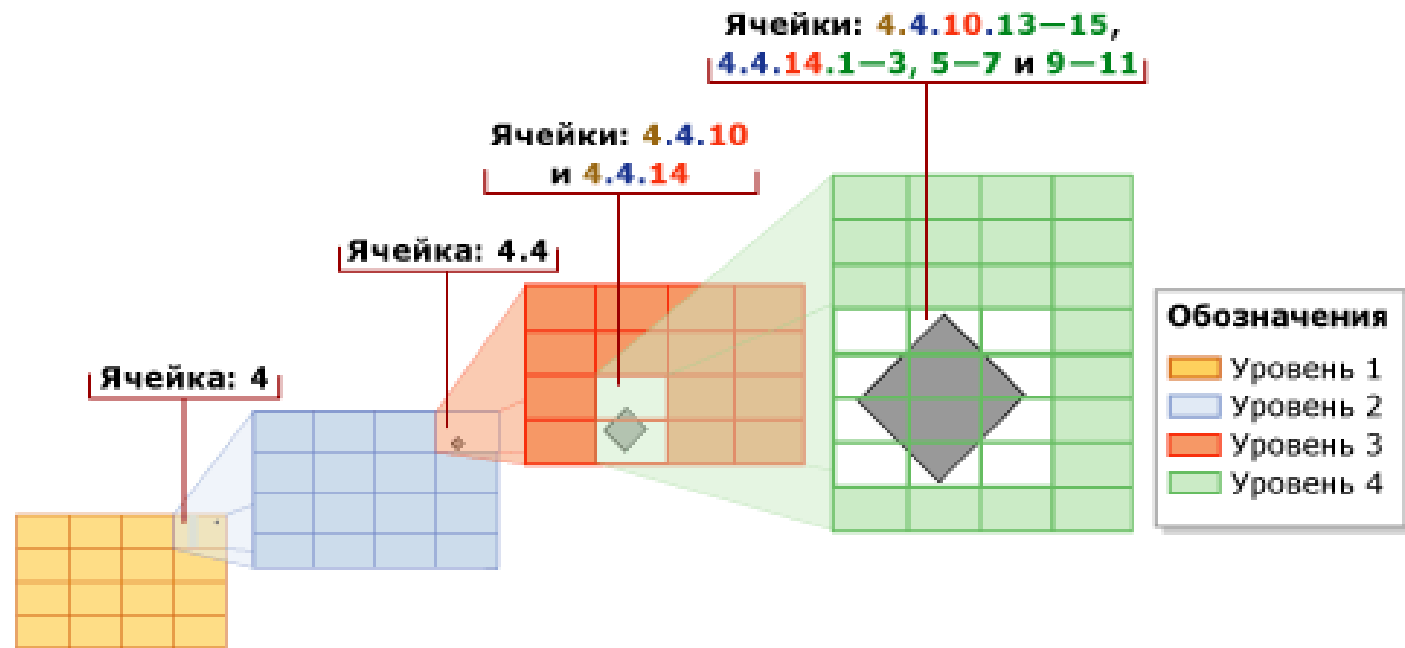 Ячейки: 4.4.10.13—15,
4.4.14.1—3, 5—7 и 9—11
Ячейки: 4.4.10
и 4.4.14
Ячейка: 4.4
Ячейка: 4
Обозначения
Уровень 1
Уровень 2
Уровень 3
Уровень 4